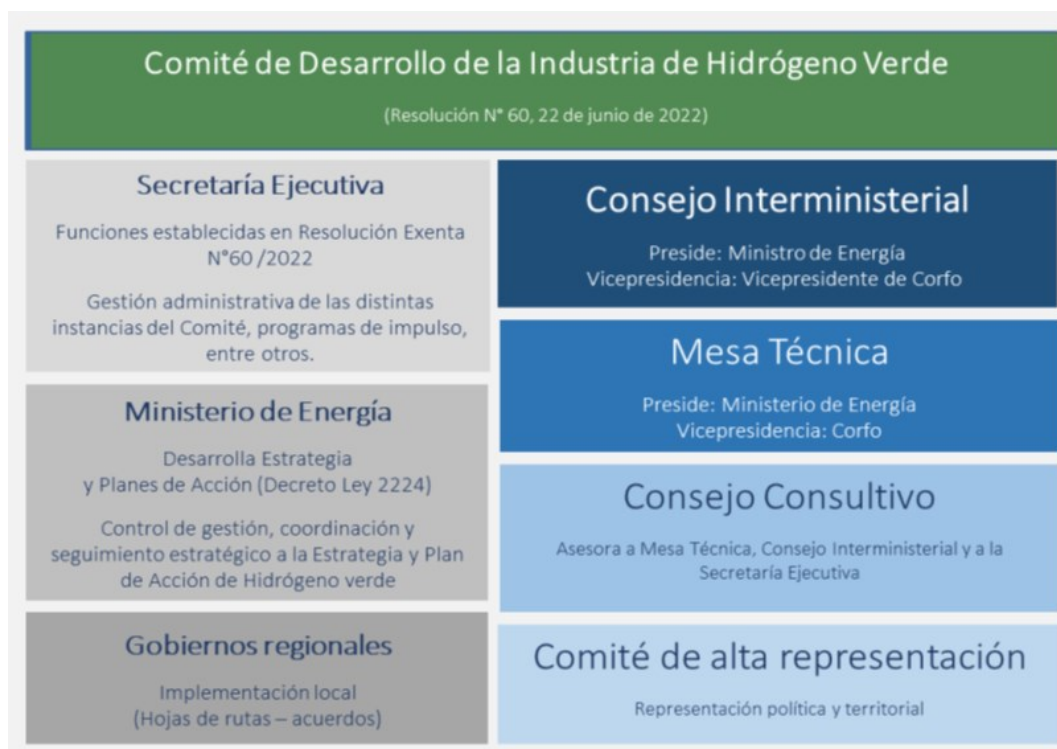 Comité de Desarrollo de la Industria de Hidrógeno Verde
(Resolución N° 60, 22 de junio de 2022)
Secretaría Ejecutiva
Funciones establecidas en Resolución Exenta
N°60 /2022
Gestión administrativa de las distintas
instancias del Comité, programas de impulso,
entre otros.
Ministerio de Energía
Desarrolla Estrategia
y Planes de Acción (Decreto Ley 2224)
Control de gestión, coordinación y
seguimiento estratégico a la Estrategia y Plan
de Acción de Hidrógeno verde
Gobiernos regionales
Implementación local
(Hojas de rutas – acuerdos)
Consejo Interministerial
Preside: Ministro de Energía
Vicepresidencia: Vicepresidente de Corfo
Mesa Técnica
Preside: Ministerio de Energía
Vicepresidencia: Corfo
Consejo Consultivo
Asesora a Mesa Técnica, Consejo Interministerial y a la
Secretaría Ejecutiva
Comité de alta representación
Representación política y territorial